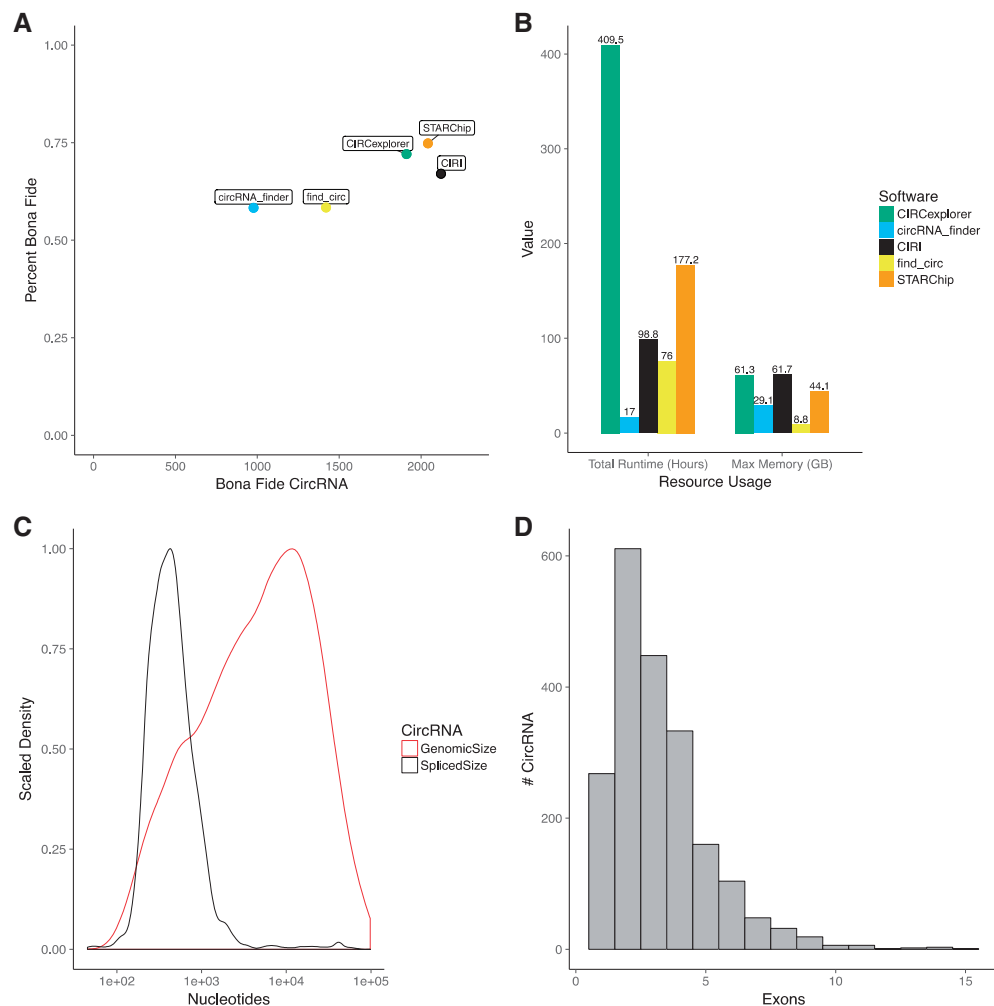 A
1.00
0.75
0.50
0.25
0.00
Percent Bona Fide
STARChip
CIRCexplorer
CIRI
circRNA_finder
find_circ
0
500
1000
1500
2000
Bona Fide CircRNA
B
400
300
200
100
0
Value
409.5
17
98.8
76
177.2
61.3
29.1
61.7
8.8
44.1
Total Runtime (Hours)
Max Memory (GB)
Resource Usage
Software
CIRCexplorer
circRNA_finder
CIRI
find_circ
STARChip
C
1.00
0.75
0.50
0.25
0.00
Scaled Density
CircRNA
GenomicSize
SplicedSize
1e+02
1e+03
1e+04
1e+05
Nucleotides
D
600
400
200
0
# CircRNA
0
5
10
15
Exons